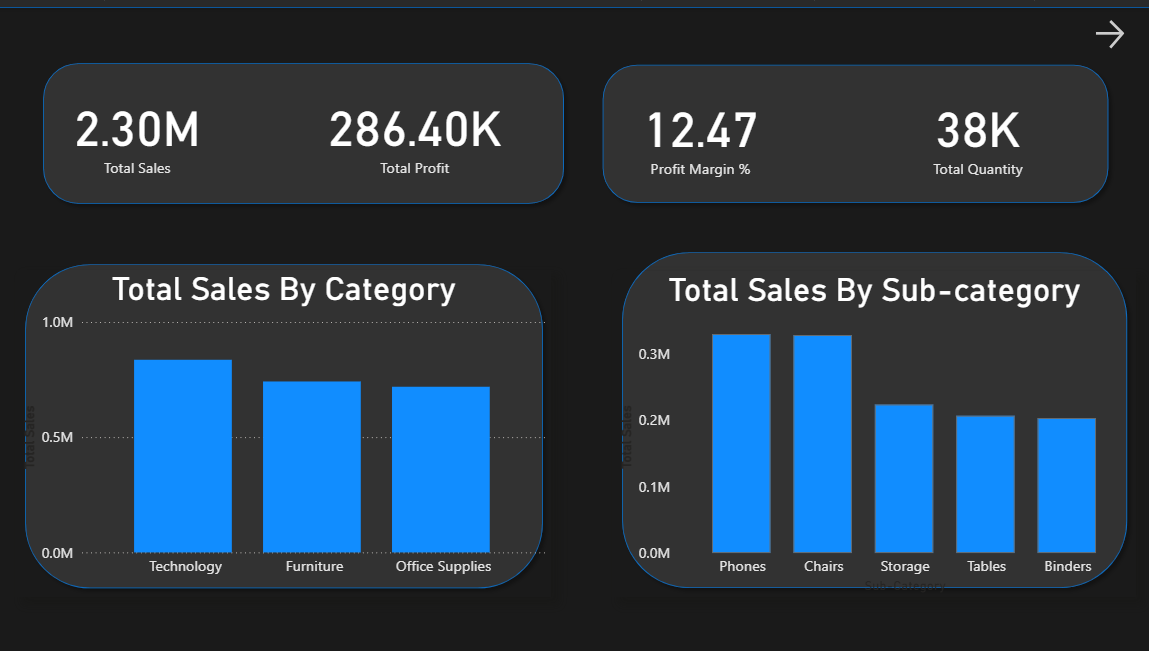 2.30M
Total Sales
286.40K
Total Profit
12.47
Profit Margin %
38K
Total Quantity
Total Sales By Category
Total Sales
1.0M
0.5M
0.0M
Technology
Furniture
Office Supplies
Total Sales By Sub-category
Total Sales
0.3M
0.2M
0.1M
0.0M
Phones
Chairs
Storage
Tables
Binders
Sub-Category